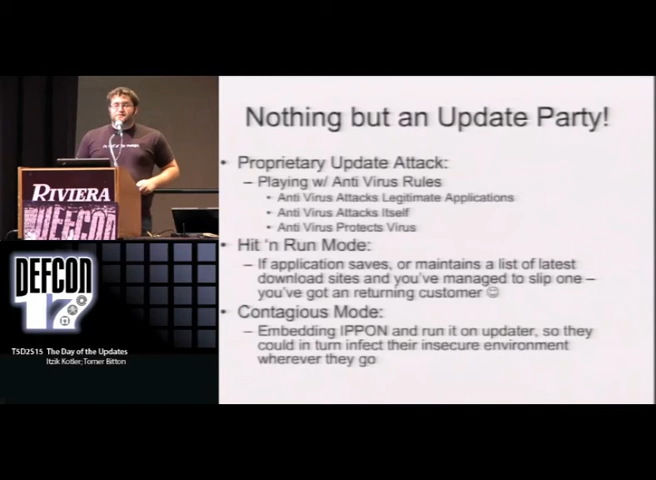 Nothing but an Update Party!
• Proprietary Update Attack:
– Playing w/ Anti Virus Rules
• Anti Virus Attacks Legitimate Applications
• Anti Virus Attacks Itself
• Anti Virus Protects Virus
• Hit 'n Run Mode:
– If application saves, or maintains a list of latest
download sites and you've managed to slip one –
you've got an returning customer ☺
• Contagious Mode:
– Embedding IPPON and run it on updater, so they
could in turn infect their insecure environment
wherever they go
RIVIERA
DEFCON
DEFCON
17
T5D2S15 The Day of the Updates
Itzik Kotler;Tomer Bitton